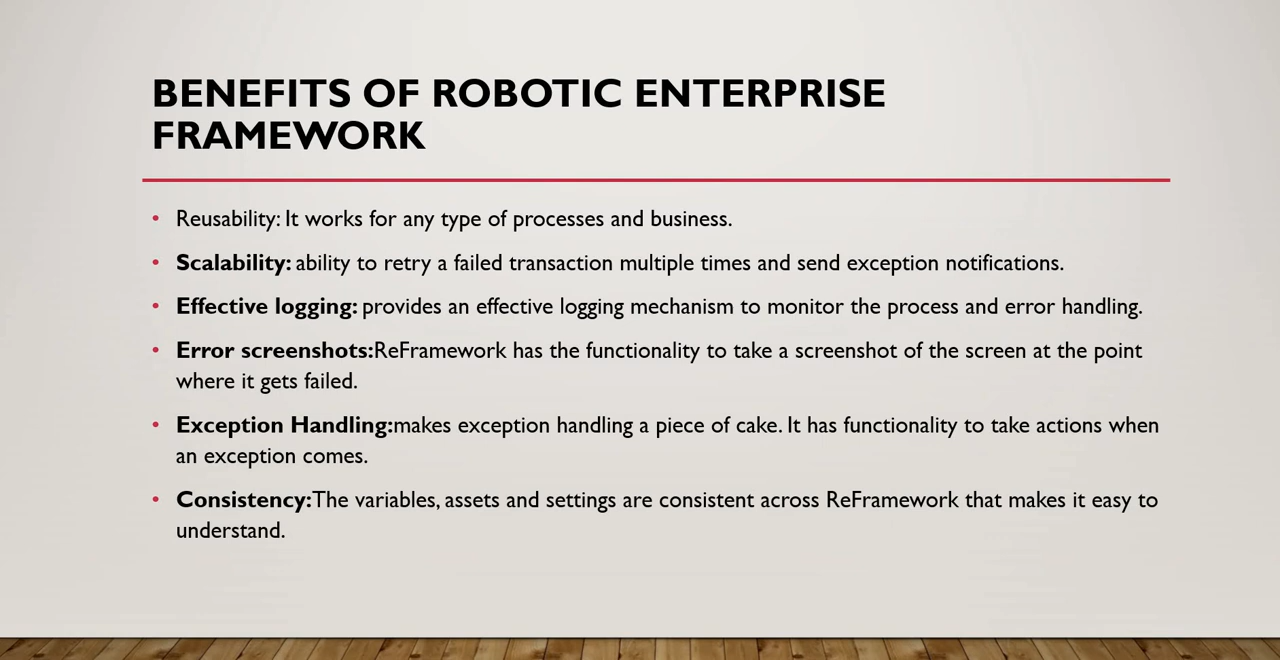 BENEFITS OF ROBOTIC ENTERPRISE
FRAMEWORK
• Reusability: It works for any type of processes and business.
• Scalability: ability to retry a failed transaction multiple times and send exception notifications.
• Effective logging: provides an effective logging mechanism to monitor the process and error handling.
• Error screenshots:ReFramework has the functionality to take a screenshot of the screen at the point
where it gets failed.
• Exception Handling:makes exception handling a piece of cake. It has functionality to take actions when
an exception comes.
• Consistency:The variables, assets and settings are consistent across ReFramework that makes it easy to
understand.